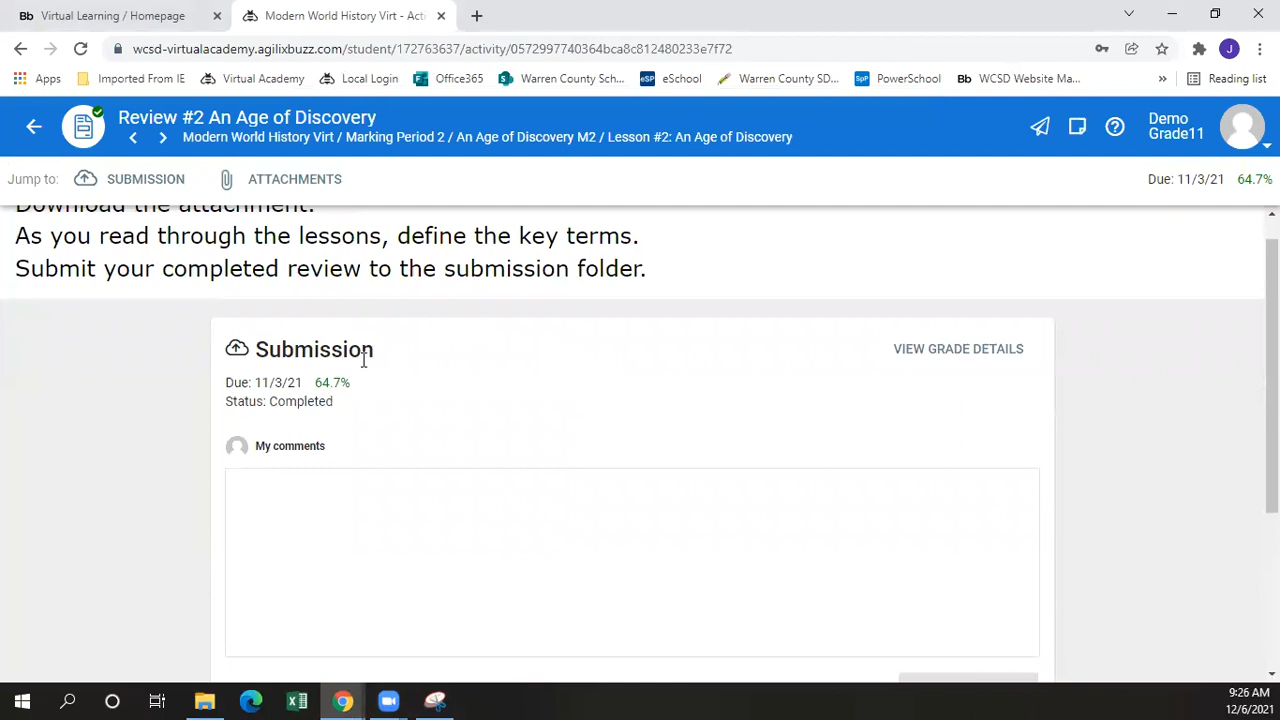 Bb Virtual Learning / Homepage
Modern World History Virt - Acti
wcsd-virtualacademy.agilixbuzz.com/student/172763637/activity/0572997740364bca8c812480233e7f72
J
Apps
Imported From IE
Virtual Academy
Local Login
Office365
Warren County Sch...
eSP eSchool
Warren County SD...
SpP PowerSchool
Bb WCSD Website Ma...
»
Reading list
Review #2 An Age of Discovery
Modern World History Virt / Marking Period 2 / An Age of Discovery M2 / Lesson #2: An Age of Discovery
Demo
Grade11
Jump to:
SUBMISSION
ATTACHMENTS
Due: 11/3/21 64.7%
Download the attachment.
As you read through the lessons, define the key terms.
Submit your completed review to the submission folder.
Submission
VIEW GRADE DETAILS
Due: 11/3/21 64.7%
Status: Completed
My comments
9:26 AM
12/6/2021